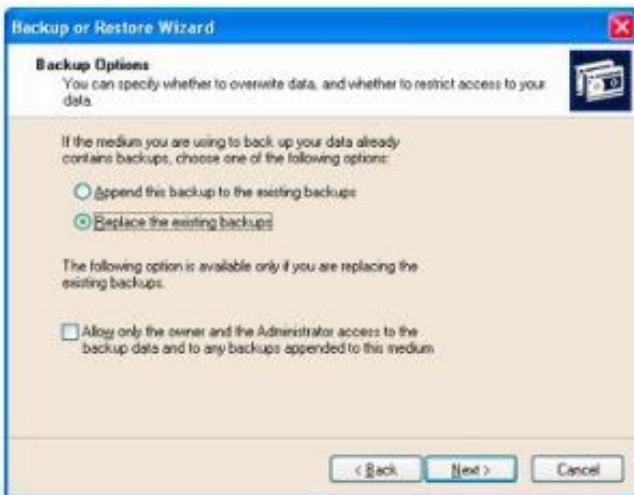 Backup or Restore Wizard
Backup Options
You can specify whether to overwrite data, and whether to restrict access to your
data.
If the medium you are using to back up your data already
contains backups, choose one of the following options:
Append this backup to the existing backups
Replace the existing backups
The following option is available only if you are replacing the
existing backups.
Allow only the owner and the Administrator access to the
backup data and to any backups appended to this medium
< Back
Next >
Cancel